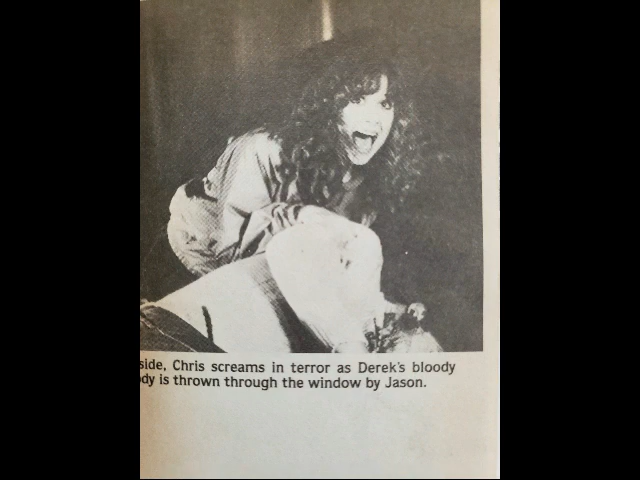 side, Chris screams in terror as Derek's bloody
dy is thrown through the window by Jason.